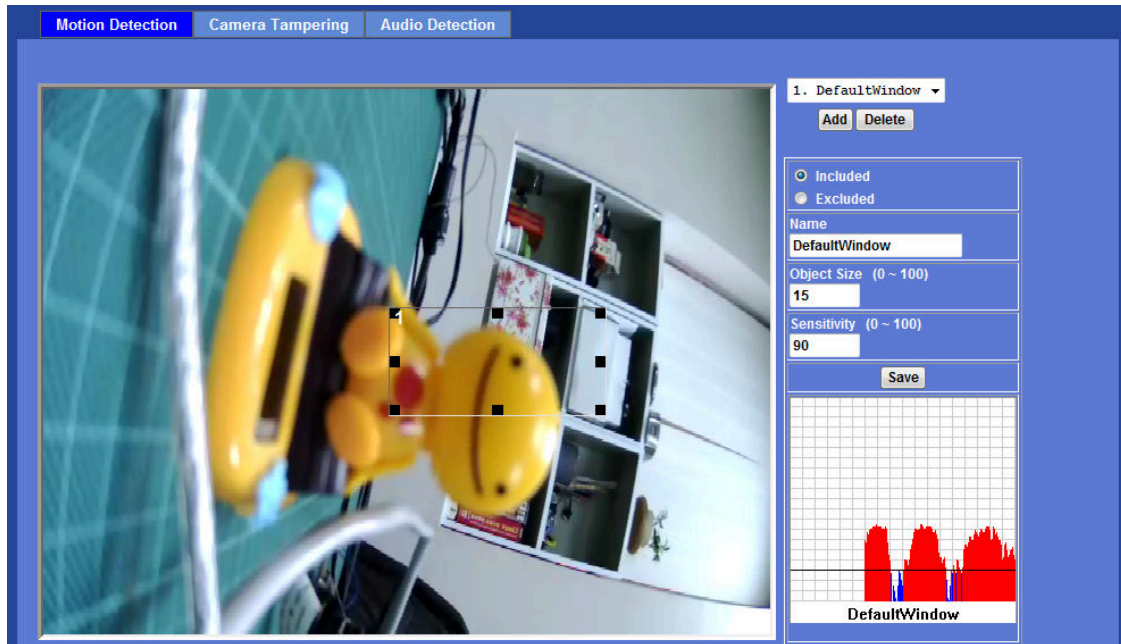 Motion Detection Camera Tampering Audio Detection
1. DefaultWindow
Add Delete
Included
Excluded
Name
DefaultWindow
Object Size (0 ~ 100)
15
Sensitivity (0 ~ 100)
90
Save
1
DefaultWindow